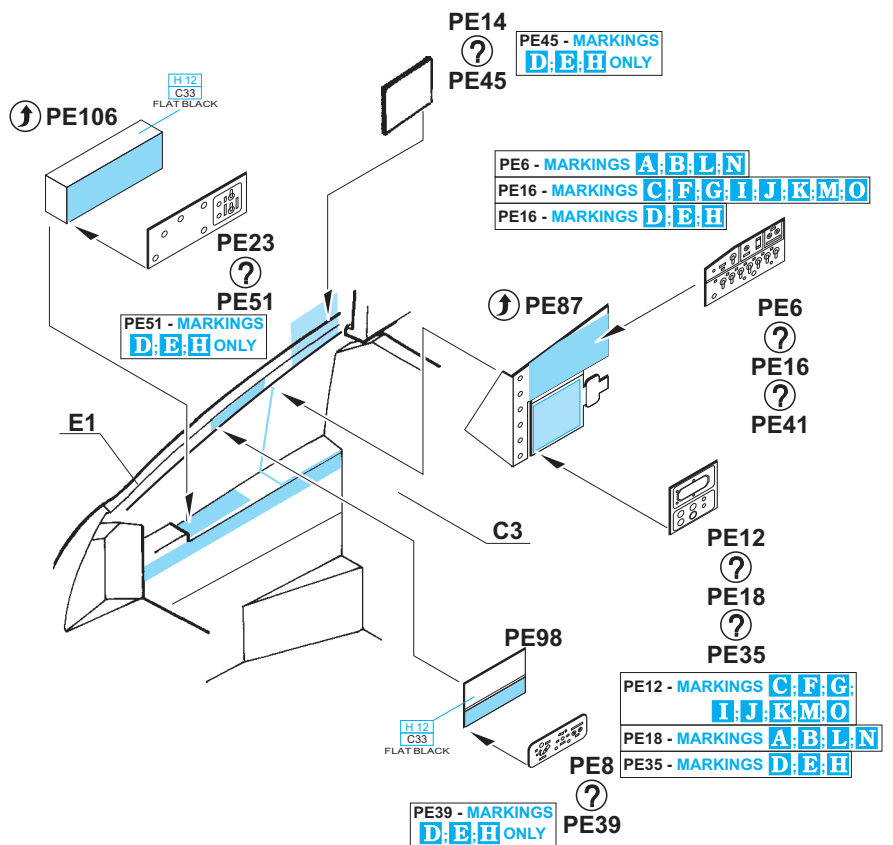 PE14
?
PE45
PE45 - MARKINGS
D;E;H ONLY
H 12
C33
FLAT BLACK
PE106
PE6 - MARKINGS A;B;L;N
PE16 - MARKINGS C;F;G;I;J;K;M;O
PE16 - MARKINGS D;E;H
PE23
?
PE51
PE51 - MARKINGS
D;E;H ONLY
PE87
PE6
?
PE16
?
PE41
E1
C3
PE12
?
PE18
?
PE35
PE98
PE12 - MARKINGS C;F;G;
I;J;K;M;O
PE18 - MARKINGS A;B;L;N
PE35 - MARKINGS D;E;H
H 12
C33
FLAT BLACK
PE8
?
PE39
PE39 - MARKINGS
D;E;H ONLY